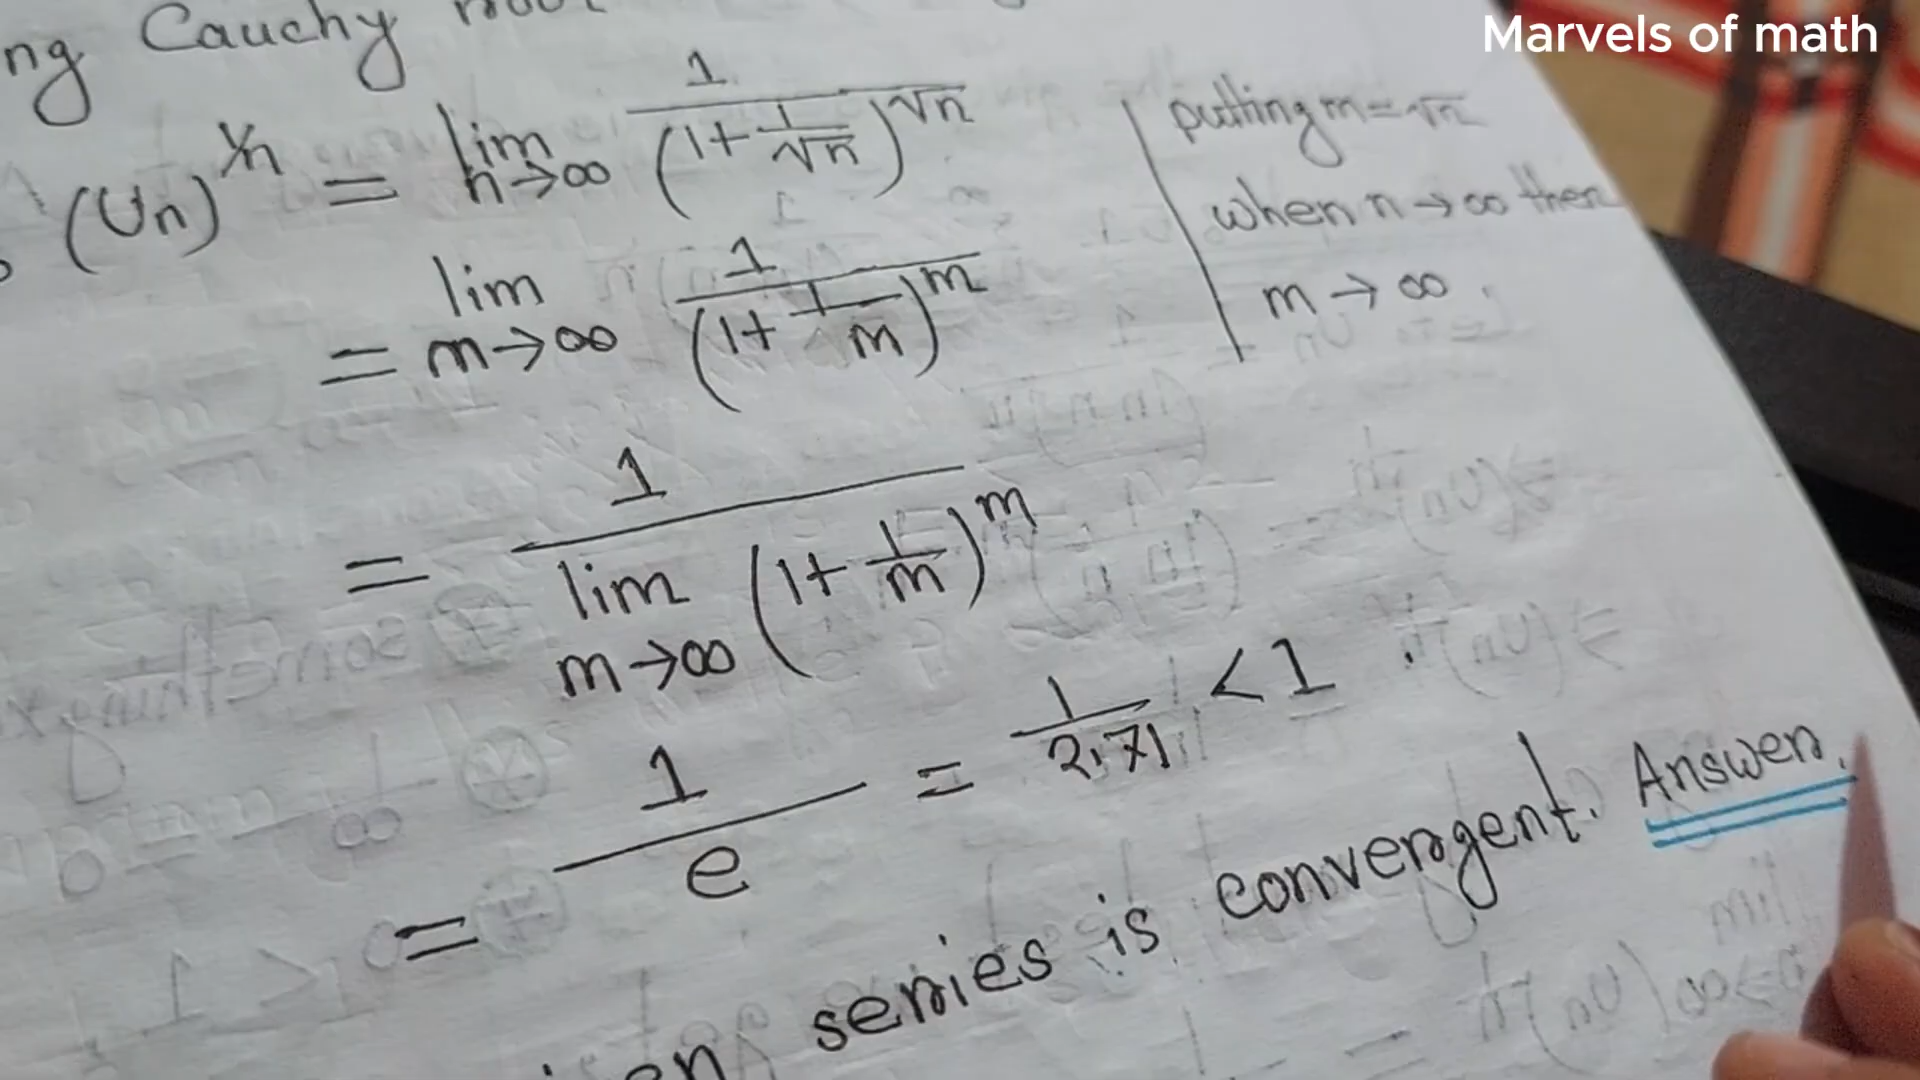 Marvels of math
ng Cauchy
(Un)^1/n = lim n→∞ 1/(1+1/√n)^√n
putting m=√n
when n→∞ then
m→∞
= lim m→∞ 1/(1+1/m)^m
= 1/lim m→∞ (1+1/m)^m
= 1/e = 1/2.71 < 1
series is convergent. Answer.